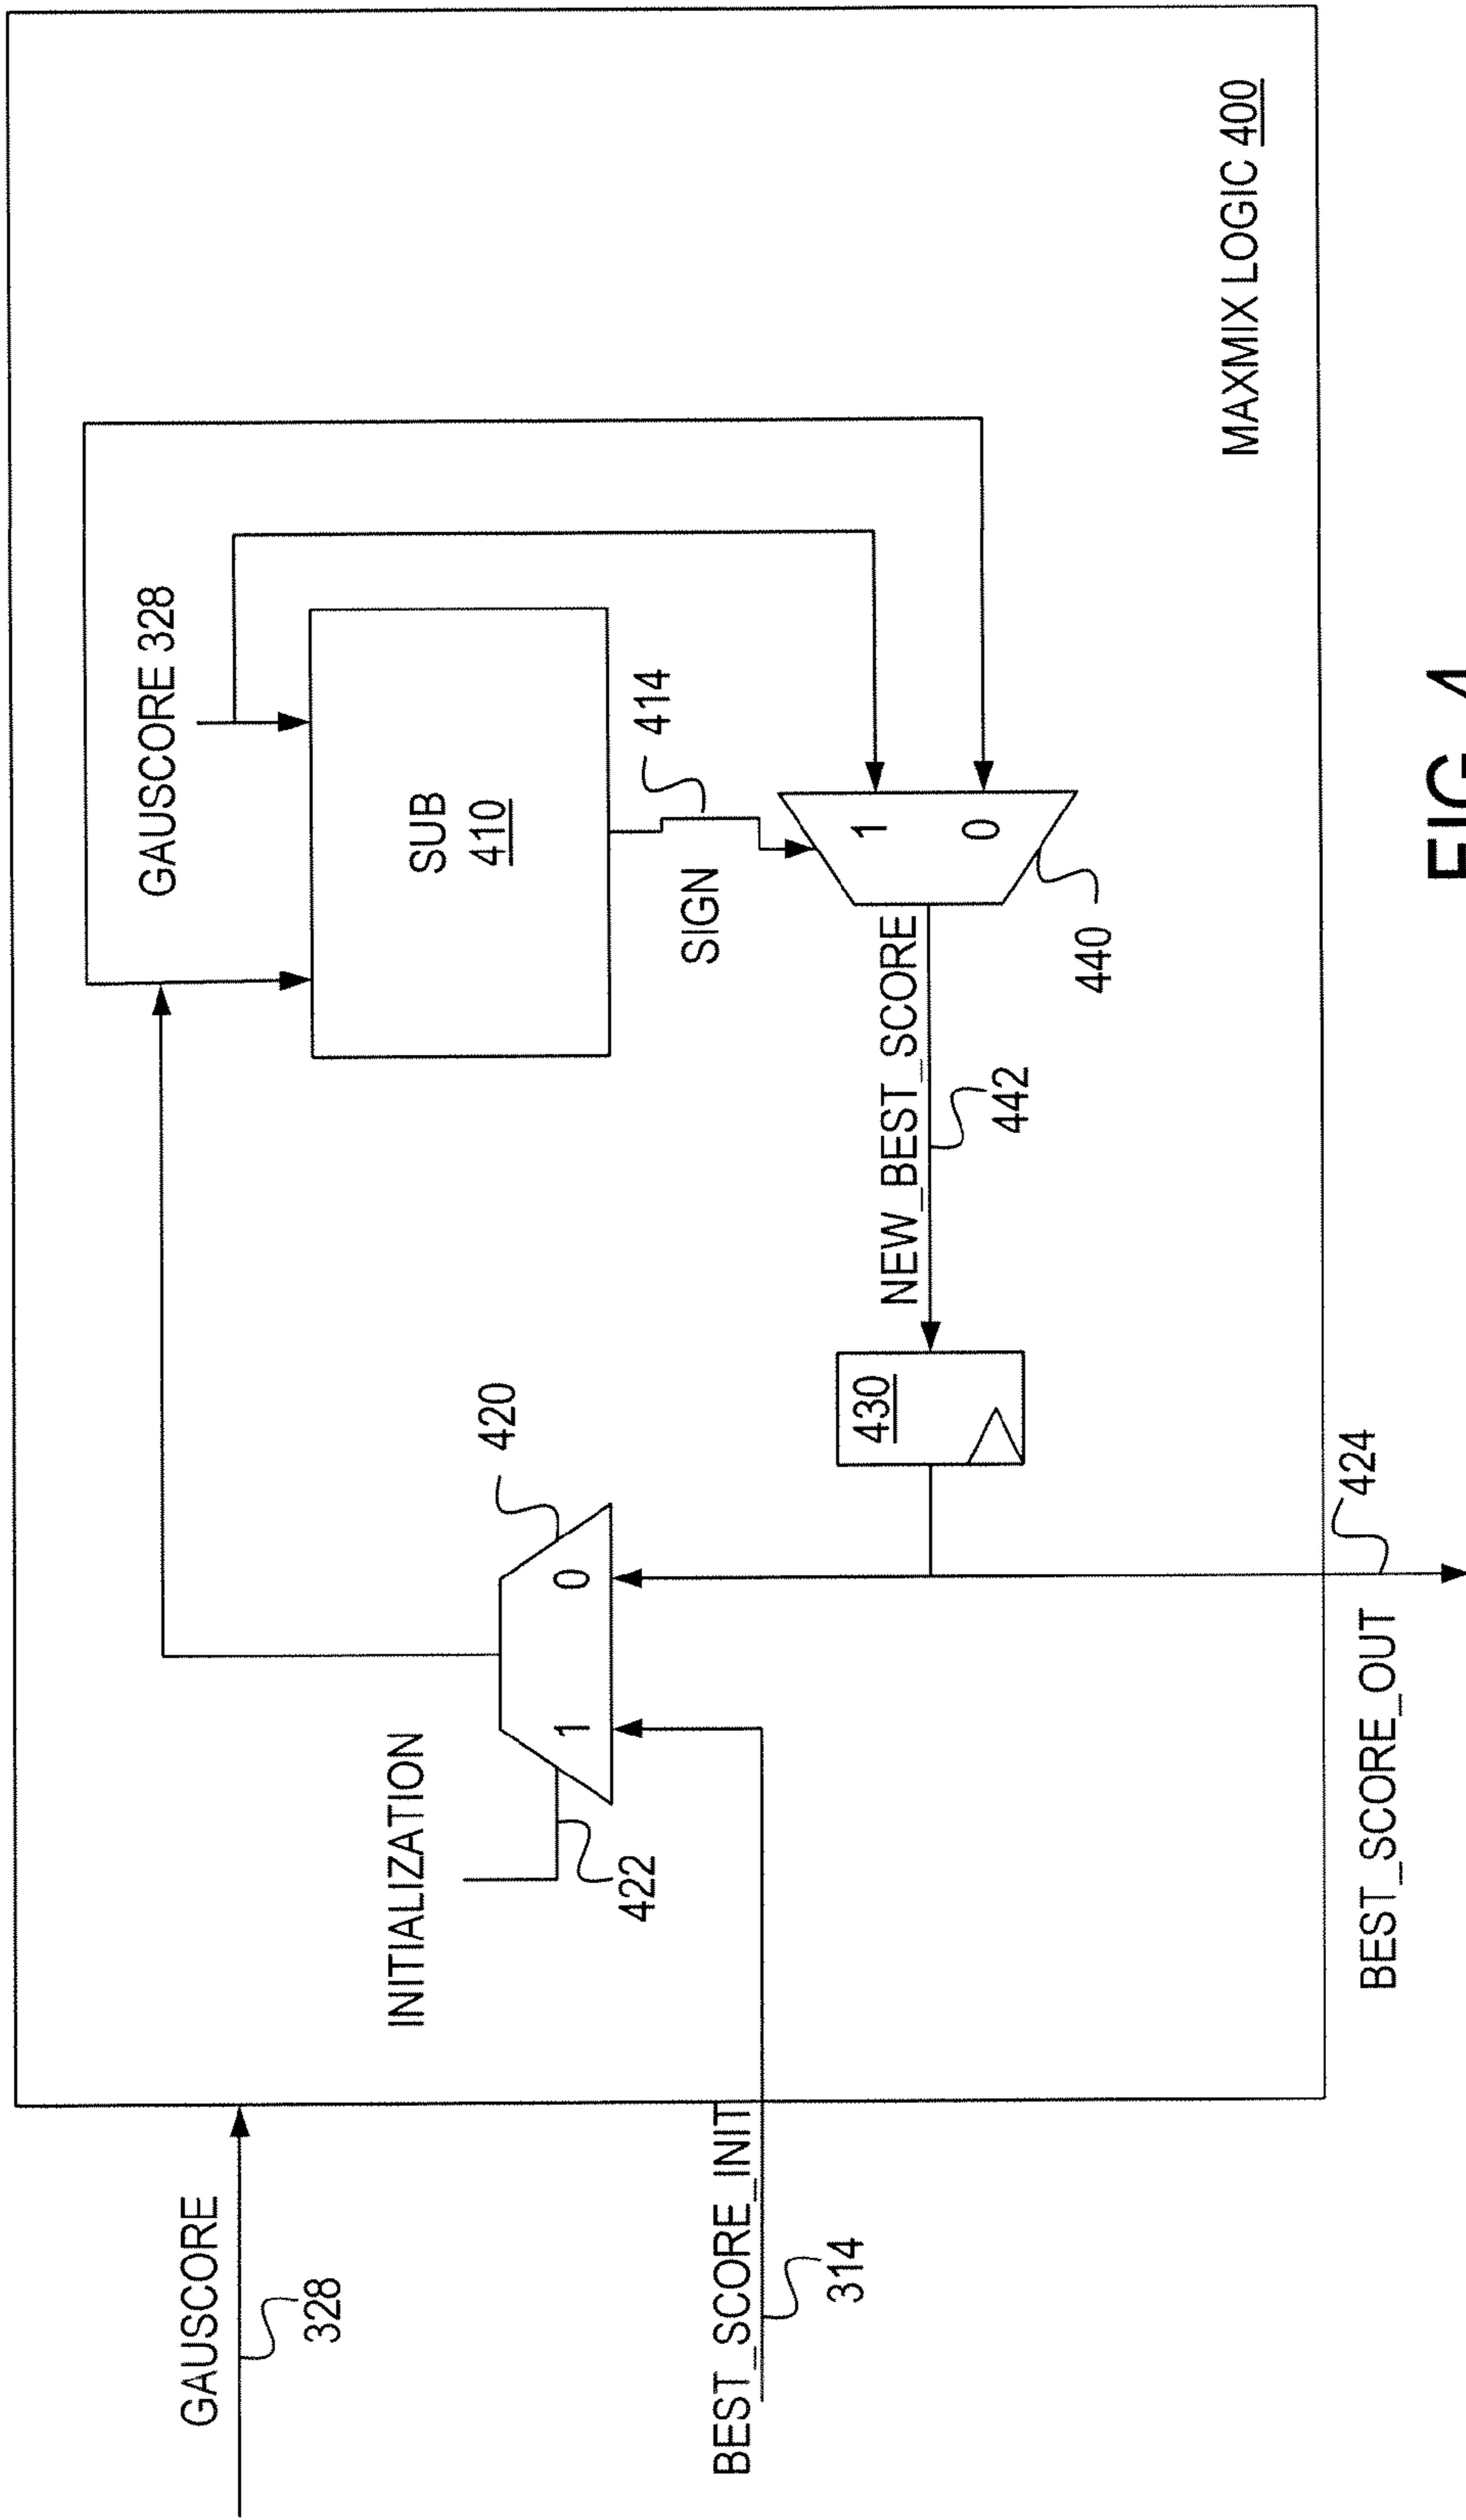 GAUSCORE
328
BEST_SCORE_INIT
314
INITIALIZATION
422
1
0
420
GAUSCORE 328
SUB
410
SIGN
414
1
0
440
NEW_BEST_SCORE
442
430
MAXMIX LOGIC 400
BEST_SCORE_OUT
424